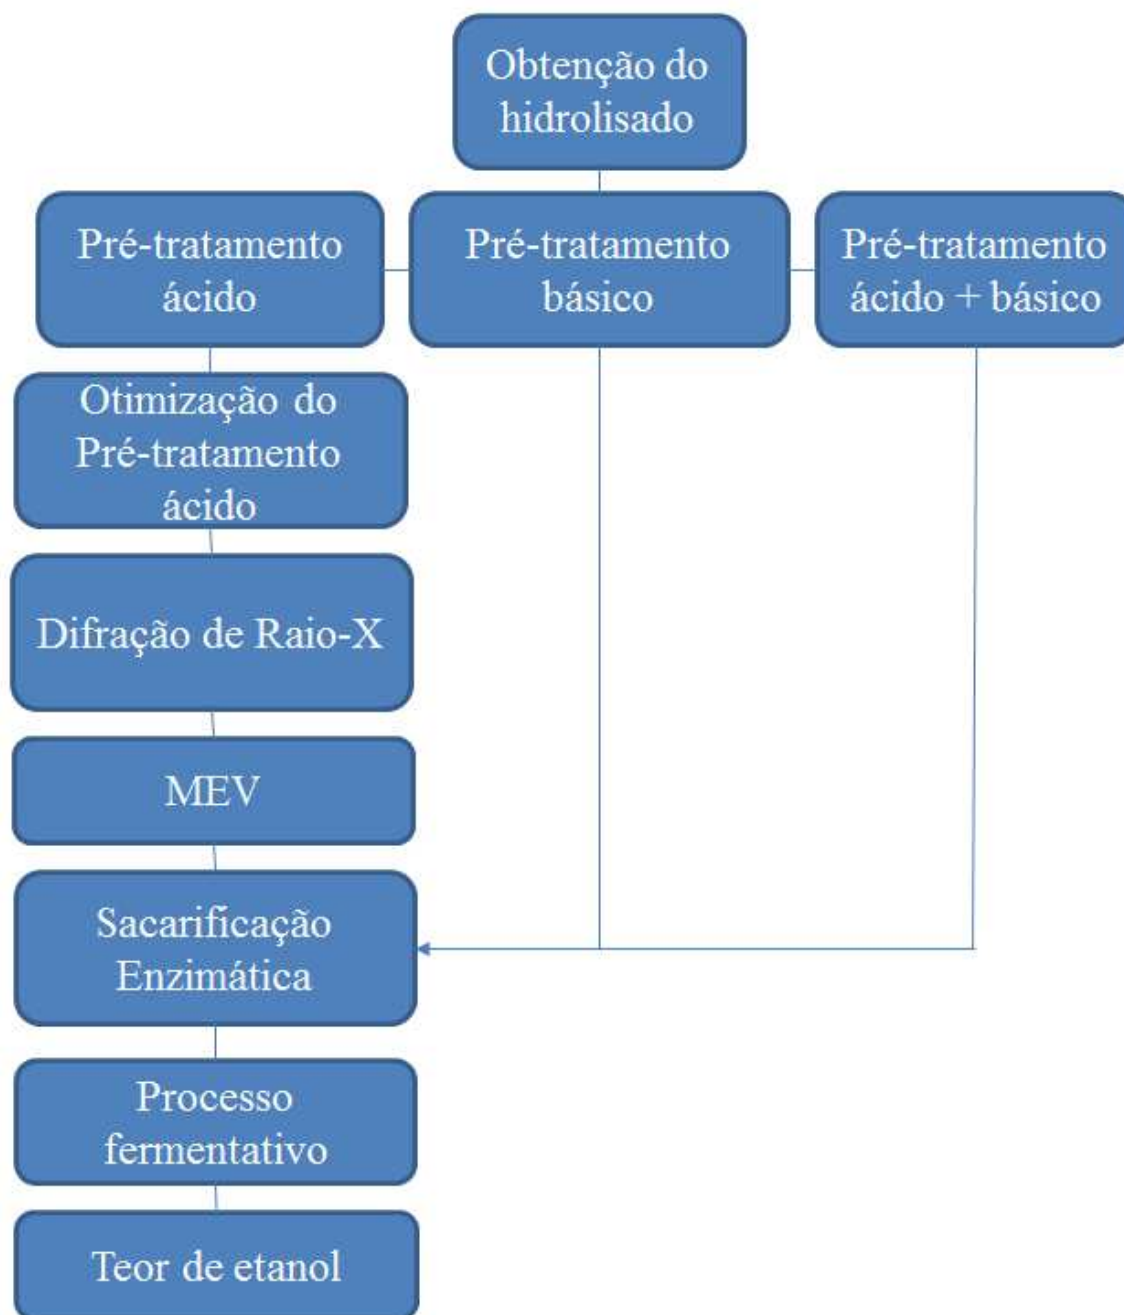 Obtenção do
hidrolisado
Pré-tratamento
ácido
Pré-tratamento
básico
Pré-tratamento
ácido + básico
Otimização do
Pré-tratamento
ácido
Difração de Raio-X
MEV
Sacarificação
Enzimática
Processo
fermentativo
Teor de etanol